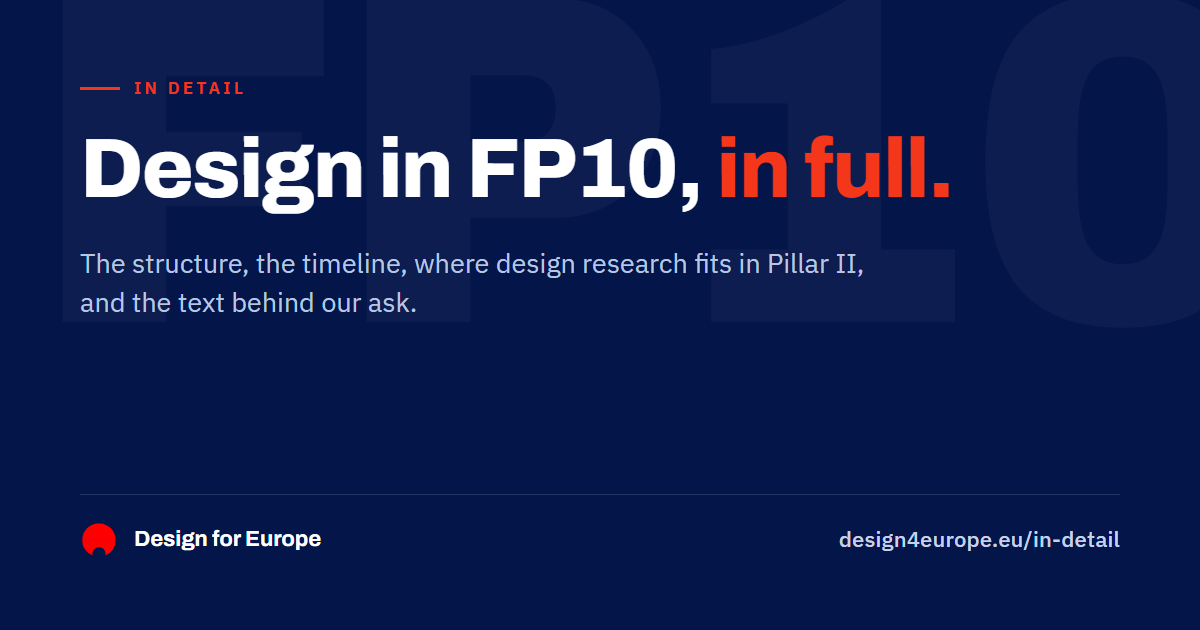 FP10
IN DETAIL
Design in FP10, in full.
The structure, the timeline, where design research fits in Pillar II,
and the text behind our ask.
Design for Europe
design4europe.eu/in-detail